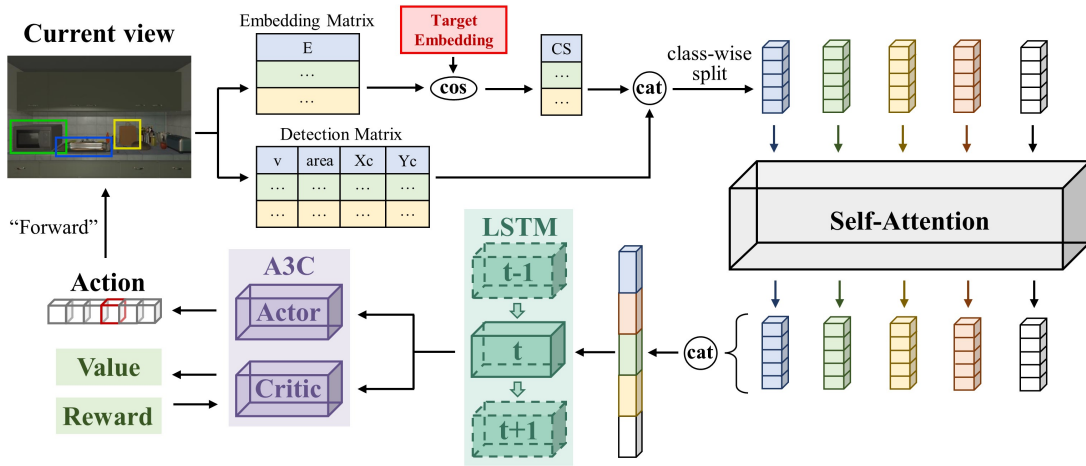 Current view
Embedding Matrix
E
...
...
Target
Embedding
cos
CS
...
...
cat
class-wise
split
Detection Matrix
v area Xc Yc
... ... ... ...
... ... ... ...
Self-Attention
"Forward"
Action
Value
Reward
A3C
Actor
Critic
LSTM
t-1
t
t+1
cat